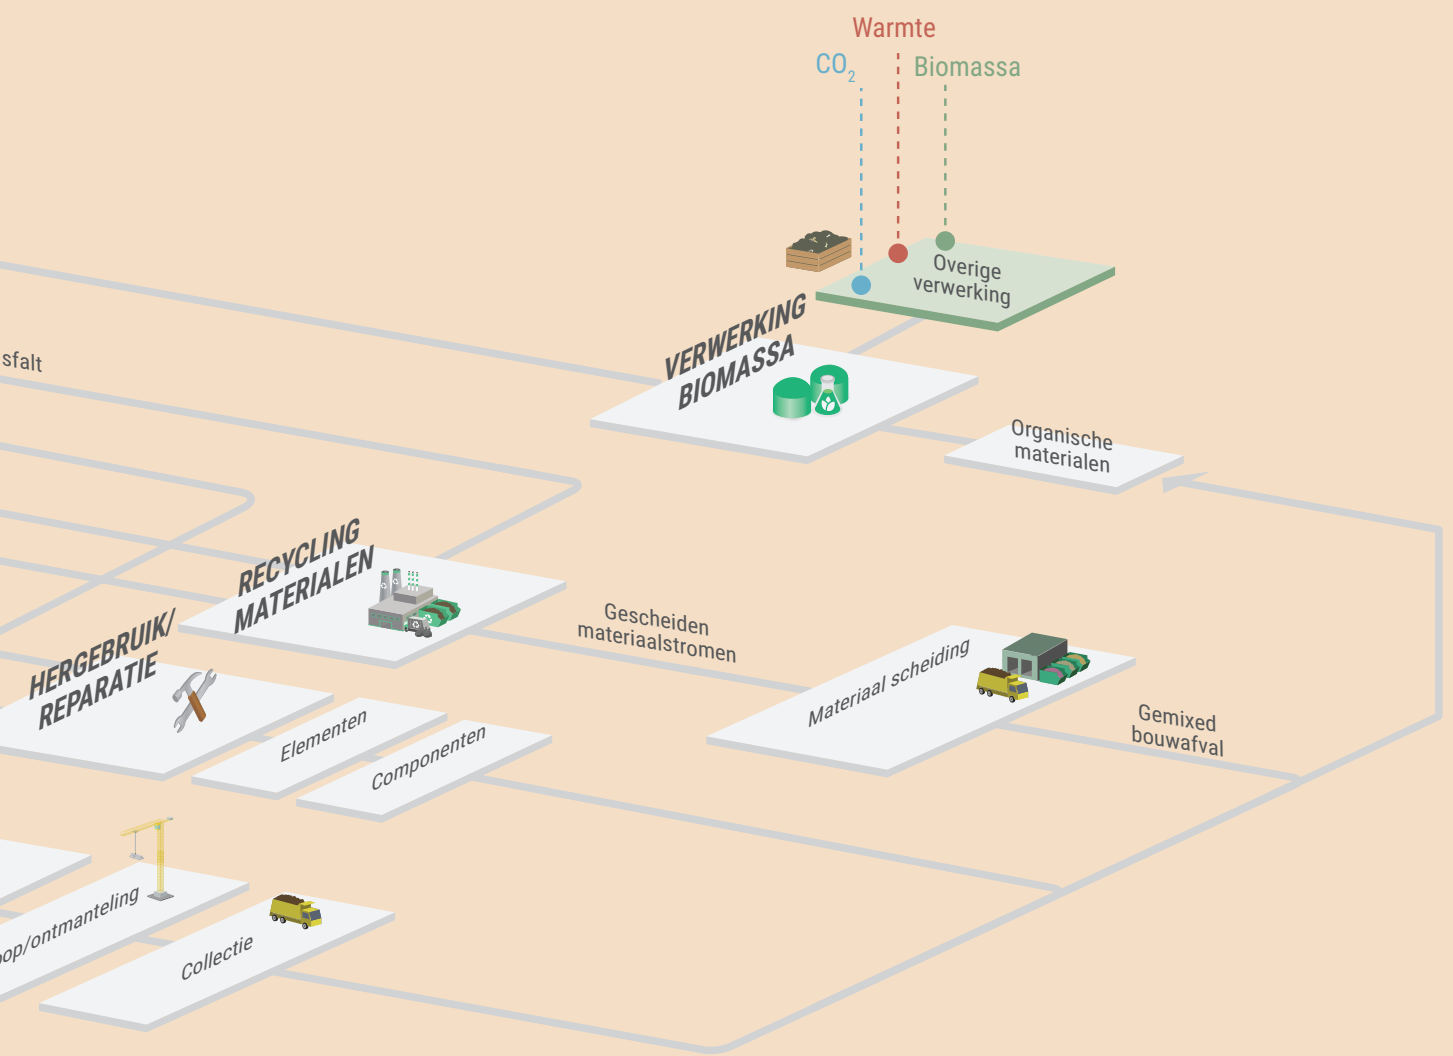 Warmte
CO2
Biomassa
Overige
verwerking
VERWERKING
BIOMASSA
sfalt
Organische
materialen
RECYCLING
MATERIALEN
Gescheiden
materiaalstromen
HERGEBRUIK/
REPARATIE
Materiaal scheiding
Gemixed
bouwafval
Elementen
Componenten
oop/ontmanteling
Collectie